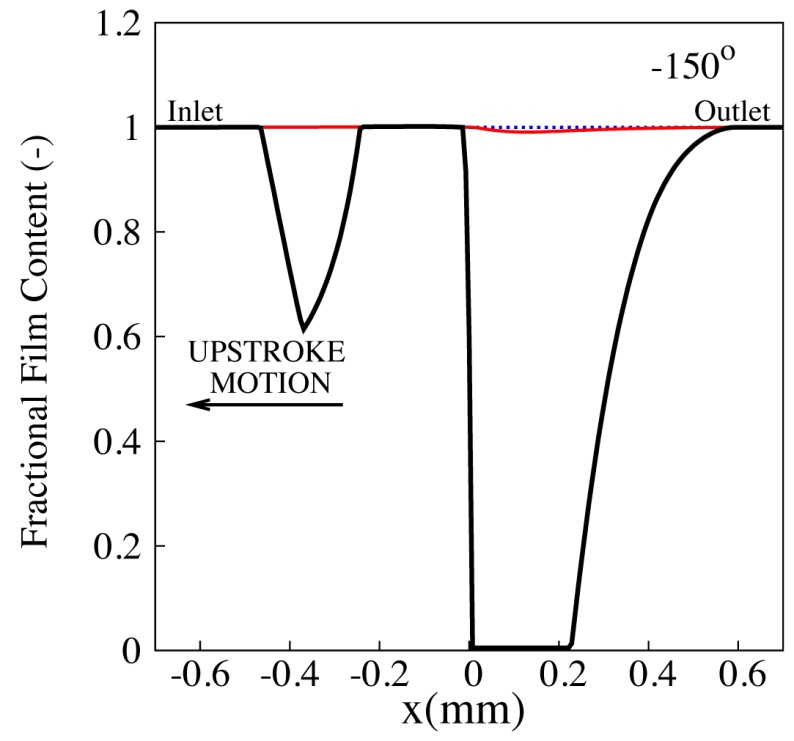 1.2
-150°
Inlet
Outlet
1
0.8
0.6
UPSTROKE
MOTION
0.4
0.2
0
Fractional Film Content (-)
-0.6 -0.4 -0.2 0 0.2 0.4 0.6
x(mm)